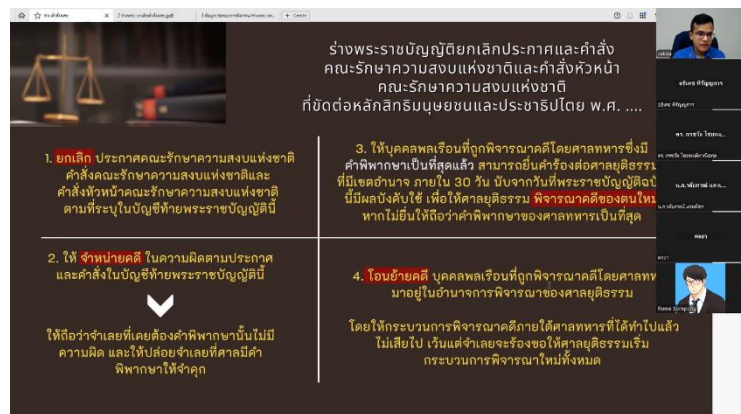 + Create
ร่างพระราชบัญญัติยกเลิกประกาศและคำสั่ง
คณะรักษาความสงบแห่งชาติและคำสั่งหัวหน้า
คณะรักษาความสงบแห่งชาติ
ที่ขัดต่อหลักสิทธิมนุษยชนและประชาธิปไตย พ.ศ. ....
1. ยกเลิก ประกาศคณะรักษาความสงบแห่งชาติ
คำสั่งคณะรักษาความสงบแห่งชาติและ
คำสั่งหัวหน้าคณะรักษาความสงบแห่งชาติ
ตามที่ระบุในบัญชีท้ายพระราชบัญญัตินี้
3. ให้บุคคลพลเรือนที่ถูกพิจารณาคดีโดยศาลทหารซึ่งมี
คำพิพากษาเป็นที่สุดแล้ว สามารถยื่นคำร้องต่อศาลยุติธรรม
ที่มีเขตอำนาจ ภายใน 30 วัน นับจากวันที่พระราชบัญญัติฉบั
นี้มีผลบังคับใช้ เพื่อให้ศาลยุติธรรม พิจารณาคดีของตนใหม่
หากไม่ยื่นให้ถือว่าคำพิพากษาของศาลทหารเป็นที่สุด
2. ให้ จำหน่ายคดี ในความผิดตามประกาศ
และคำสั่งในบัญชีท้ายพระราชบัญญัตินี้
ให้ถือว่าจำเลยที่เคยต้องคำพิพากษานั้นไม่มี
ความผิด และให้ปล่อยจำเลยที่ศาลมีคำ
พิพากษาให้จำคุก
4. โอนย้ายคดี บุคคลพลเรือนที่ถูกพิจารณาคดีโดยศาลทห
มาอยู่ในอำนาจการพิจารณาของศาลยุติธรรม
โดยให้กระบวนการพิจารณาคดีภายใต้ศาลทหารที่ได้ทำไปแล้ว
ไม่เสียไป เว้นแต่จำเลยจะร้องขอให้ศาลยุติธรรมเริ่ม
กระบวนการพิจารณาใหม่ทั้งหมด